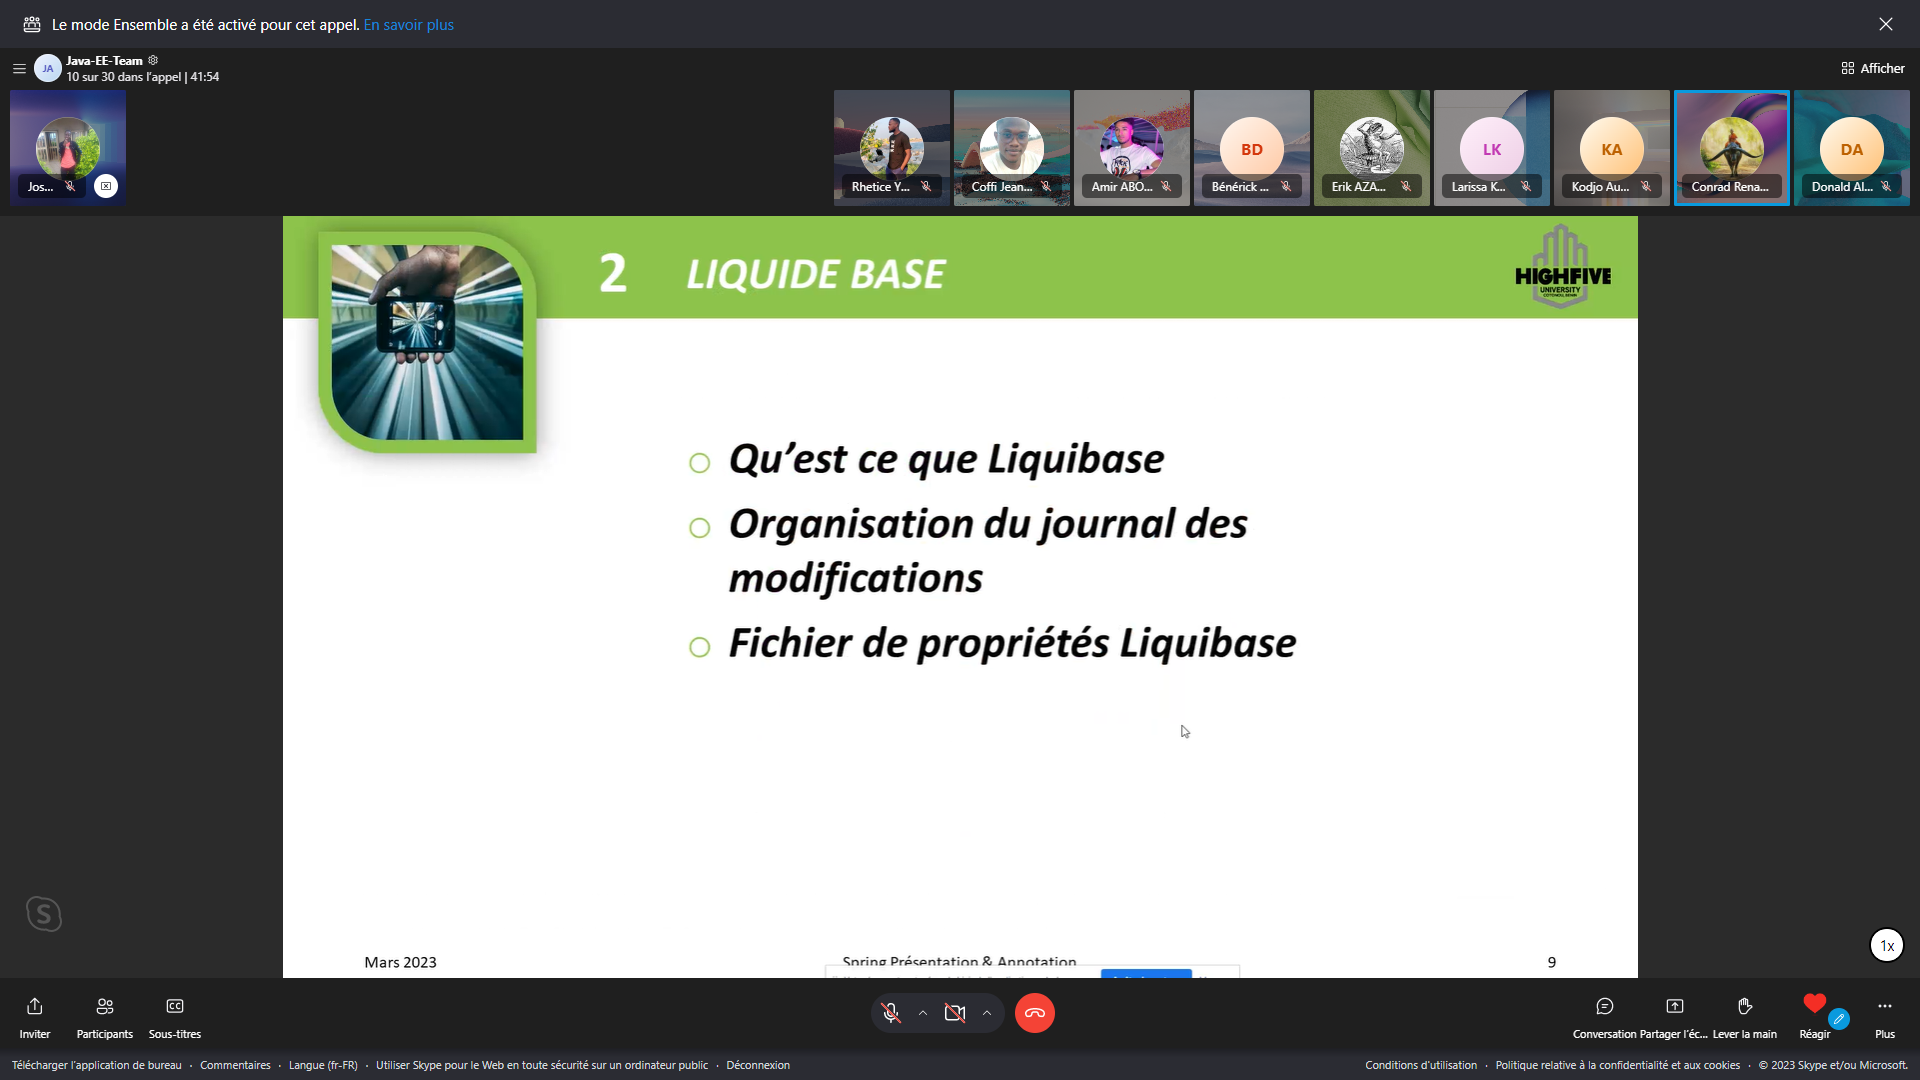 Le mode Ensemble a été activé pour cet appel. En savoir plus
JA
Java-EE-Team
10 sur 30 dans l'appel | 41:54
Afficher
Jos...
Rhetice Y...
Coffi Jean...
Amir ABO...
BD
Bénérick ...
Erik AZA...
LK
Larissa K...
KA
Kodjo Au...
Conrad Rena...
DA
Donald Al...
2 LIQUIDE BASE
HIGHFIVE
UNIVERSITY
COTONOU, BENIN
Qu’est ce que Liquibase
Organisation du journal des
modifications
Fichier de propriétés Liquibase
S
1x
Mars 2023
Spring Présentation & Annotation
9
CC
Inviter
Participants
Sous-titres
Conversation
Partager l'éc...
Lever la main
Réagir
Plus
Télécharger l'application de bureau · Commentaires · Langue (fr-FR) · Utiliser Skype pour le Web en toute sécurité sur un ordinateur public · Déconnexion
Conditions d'utilisation · Politique relative à la confidentialité et aux cookies · © 2023 Skype et/ou Microsoft.